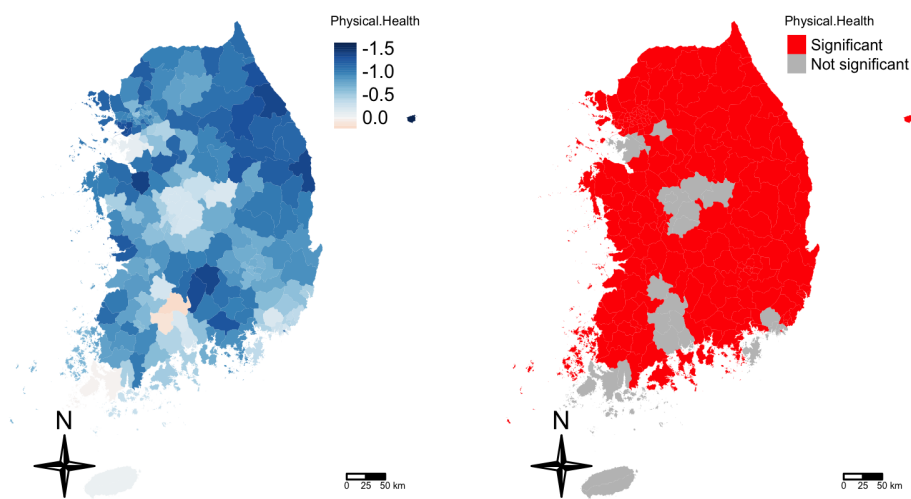 Physical.Health
-1.5
-1.0
-0.5
0.0
N
0 25 50 km
Physical.Health
Significant
Not significant
N
0 25 50 km